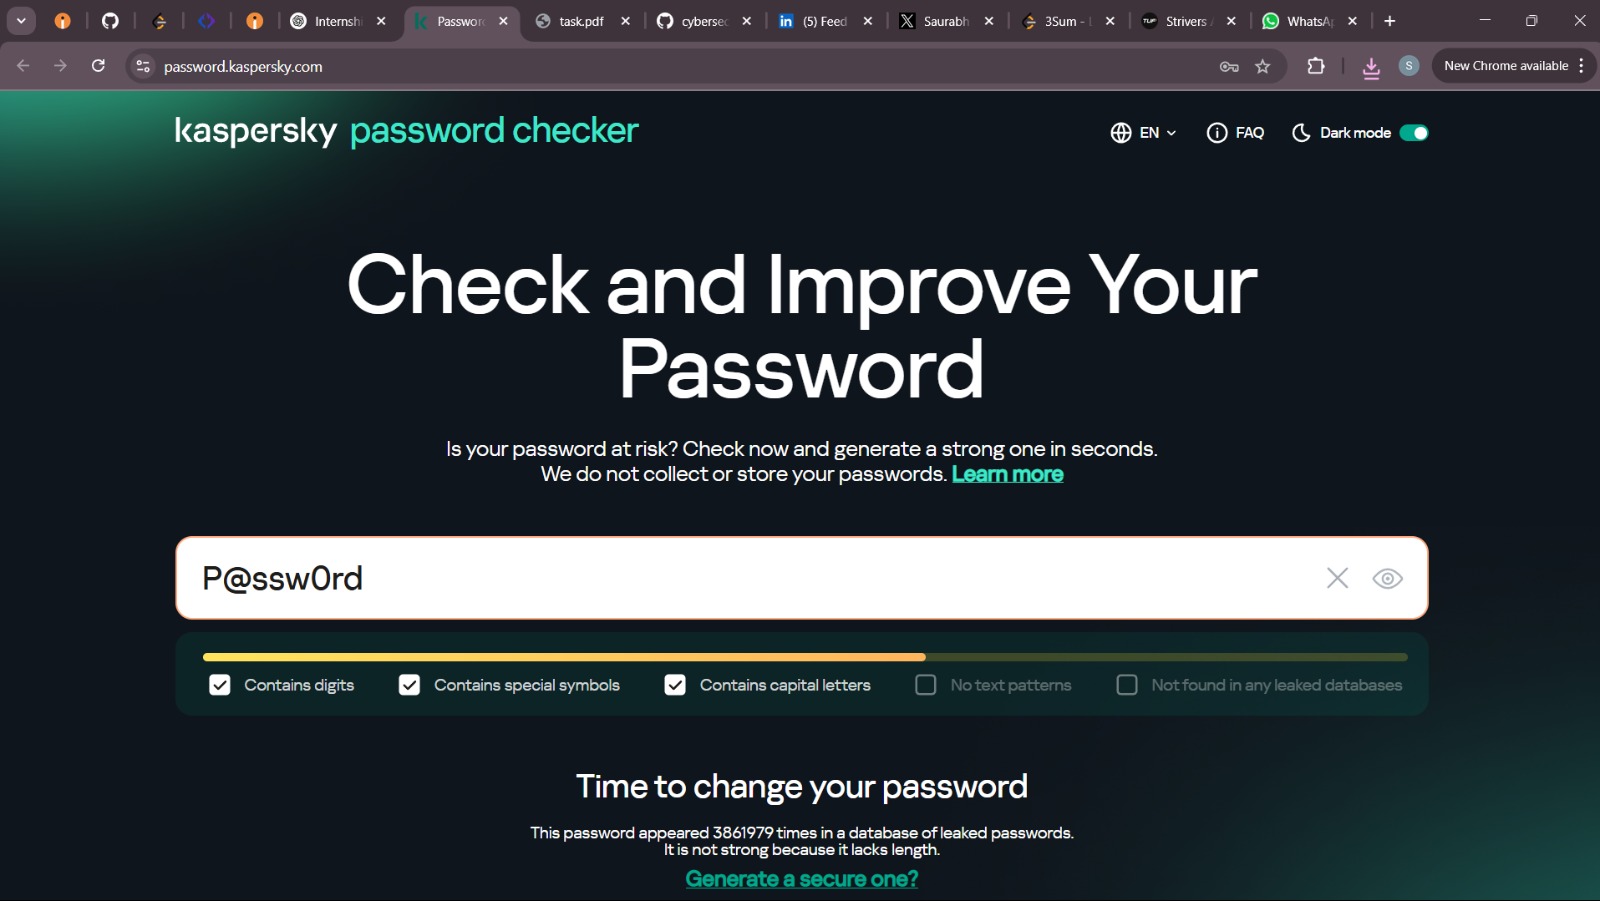 Internshi
Password
task.pdf
cybersec
(5) Feed
Saurabh
3Sum - L
Strivers A
WhatsAp
password.kaspersky.com
S
New Chrome available
kaspersky password checker
EN
FAQ
Dark mode
Check and Improve Your
Password
Is your password at risk? Check now and generate a strong one in seconds.
We do not collect or store your passwords. Learn more
P@ssw0rd
Contains digits
Contains special symbols
Contains capital letters
No text patterns
Not found in any leaked databases
Time to change your password
This password appeared 3861979 times in a database of leaked passwords.
It is not strong because it lacks length.
Generate a secure one?